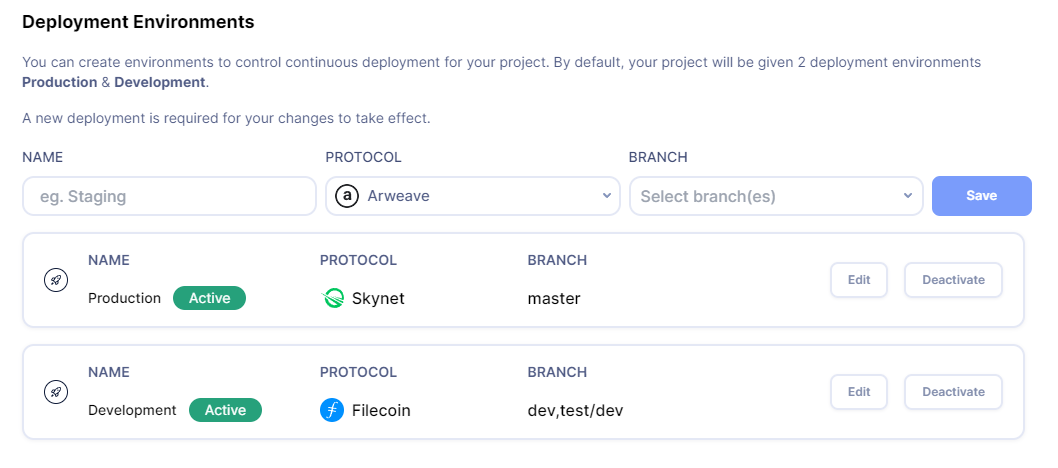 Deployment Environments
You can create environments to control continuous deployment for your project. By default, your project will be given 2 deployment environments
Production & Development.
A new deployment is required for your changes to take effect.
NAME PROTOCOL BRANCH
eg. Staging a Arweave Select branch(es) Save
NAME PROTOCOL BRANCH
Production Active Skynet master Edit Deactivate
NAME PROTOCOL BRANCH
Development Active Filecoin dev,test/dev Edit Deactivate